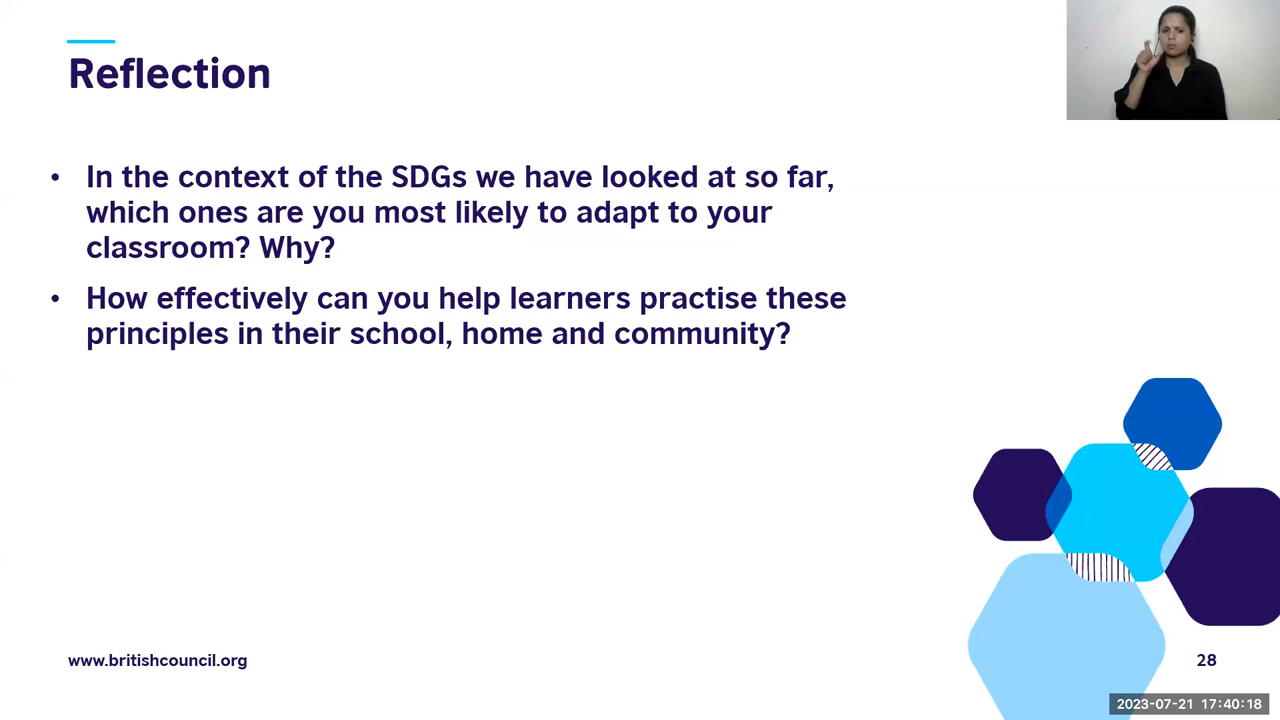 Reflection
• In the context of the SDGs we have looked at so far,
which ones are you most likely to adapt to your
classroom? Why?
• How effectively can you help learners practise these
principles in their school, home and community?
www.britishcouncil.org
28
2023-07-21 17:40:18